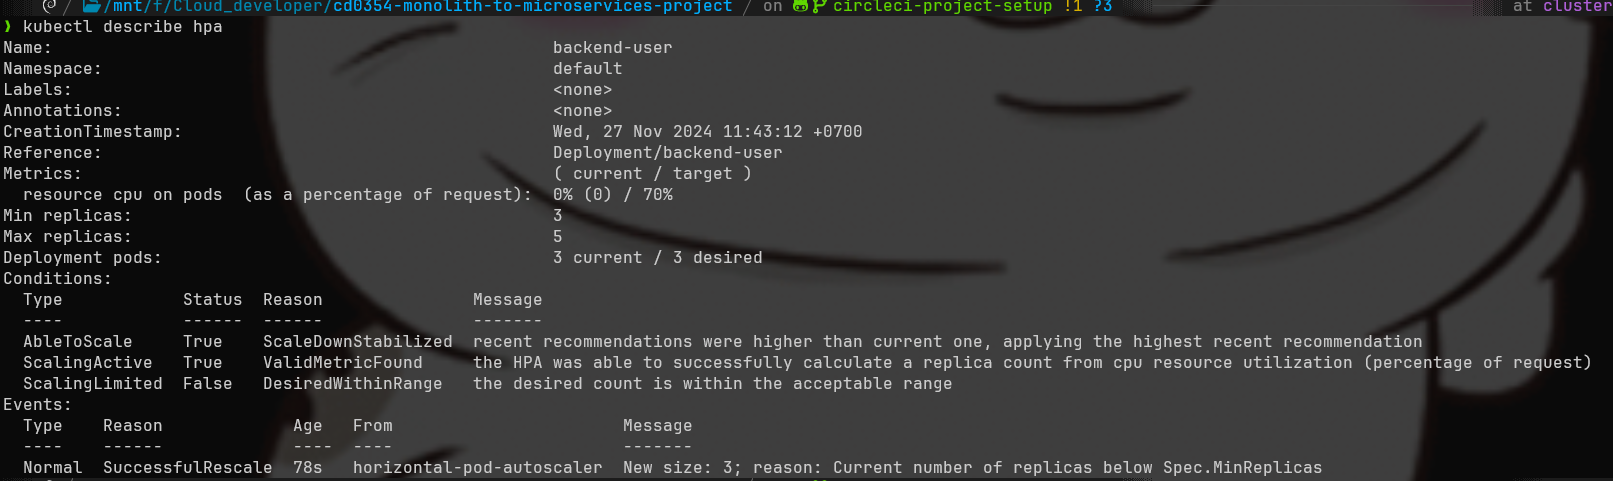 / /mnt/f/Cloud_developer/cd0354-monolith-to-microservices-project / on circleci-project-setup !1 ?3 at cluster
❯ kubectl describe hpa
Name: backend-user
Namespace: default
Labels: <none>
Annotations: <none>
CreationTimestamp: Wed, 27 Nov 2024 11:43:12 +0700
Reference: Deployment/backend-user
Metrics: ( current / target )
  resource cpu on pods  (as a percentage of request):  0% (0) / 70%
Min replicas: 3
Max replicas: 5
Deployment pods: 3 current / 3 desired
Conditions:
  Type            Status  Reason               Message
  ----            ------  ------               -------
  AbleToScale     True    ScaleDownStabilized  recent recommendations were higher than current one, applying the highest recent recommendation
  ScalingActive   True    ValidMetricFound     the HPA was able to successfully calculate a replica count from cpu resource utilization (percentage of request)
  ScalingLimited  False   DesiredWithinRange   the desired count is within the acceptable range
Events:
  Type    Reason             Age   From                       Message
  ----    ------             ----  ----                       -------
  Normal  SuccessfulRescale  78s   horizontal-pod-autoscaler  New size: 3; reason: Current number of replicas below Spec.MinReplicas